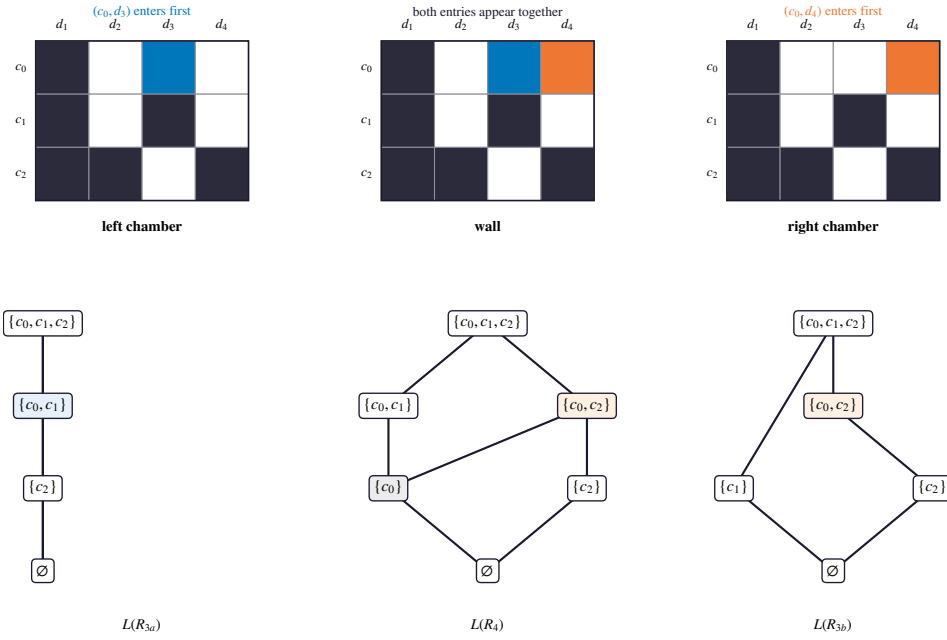 (c₀, d₃) enters first
both entries appear together
(c₀, d₄) enters first
d₁ d₂ d₃ d₄
d₁ d₂ d₃ d₄
d₁ d₂ d₃ d₄
c₀ c₀ c₀
c₁ c₁ c₁
c₂ c₂ c₂
left chamber
wall
right chamber
{c₀, c₁, c₂}
{c₀, c₁, c₂}
{c₀, c₁, c₂}
{c₀, c₁}
{c₀, c₁}
{c₀, c₂}
{c₀, c₂}
{c₂}
{c₀}
{c₂}
{c₁}
{c₂}
∅
∅
∅
L(R₃ₐ)
L(R₄)
L(R_{3b})